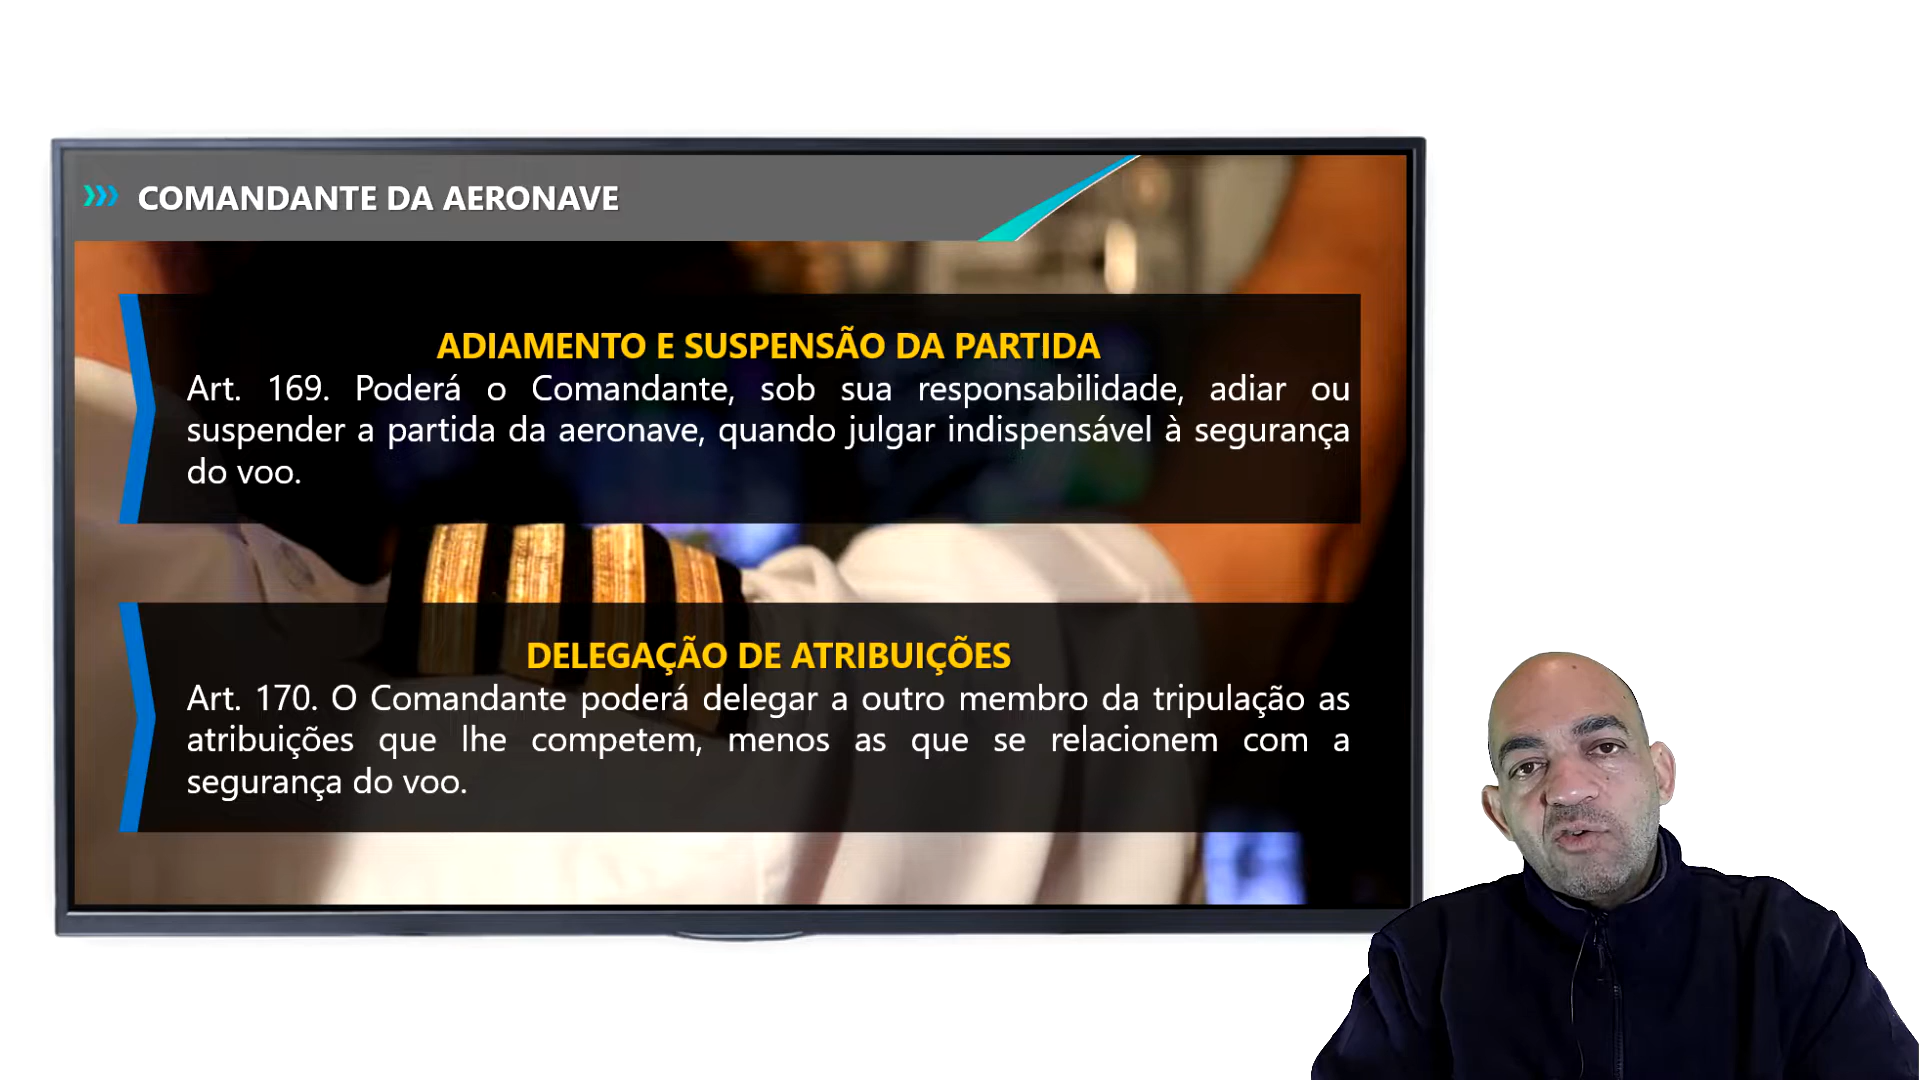 COMANDANTE DA AERONAVE
ADIAMENTO E SUSPENSÃO DA PARTIDA
Art. 169. Poderá o Comandante, sob sua responsabilidade, adiar ou
suspender a partida da aeronave, quando julgar indispensável à segurança
do voo.
DELEGAÇÃO DE ATRIBUIÇÕES
Art. 170. O Comandante poderá delegar a outro membro da tripulação as
atribuições que lhe competem, menos as que se relacionem com a
segurança do voo.